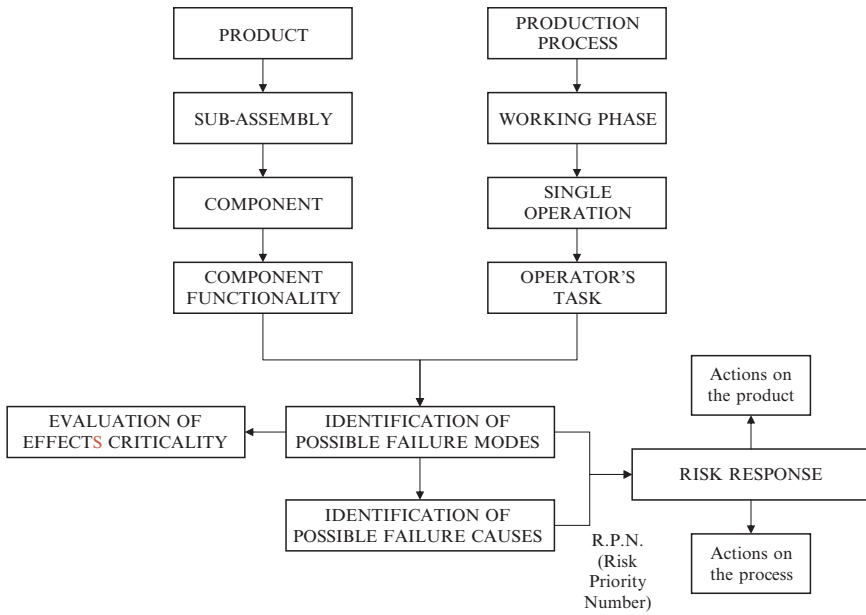 PRODUCT
PRODUCTION
PROCESS
SUB-ASSEMBLY
WORKING PHASE
COMPONENT
SINGLE
OPERATION
COMPONENT
FUNCTIONALITY
OPERATOR'S
TASK
Actions on
the product
EVALUATION OF
EFFECTS CRITICALITY
IDENTIFICATION OF
POSSIBLE FAILURE MODES
RISK RESPONSE
IDENTIFICATION OF
POSSIBLE FAILURE CAUSES
R.P.N.
(Risk
Priority
Number)
Actions on
the process